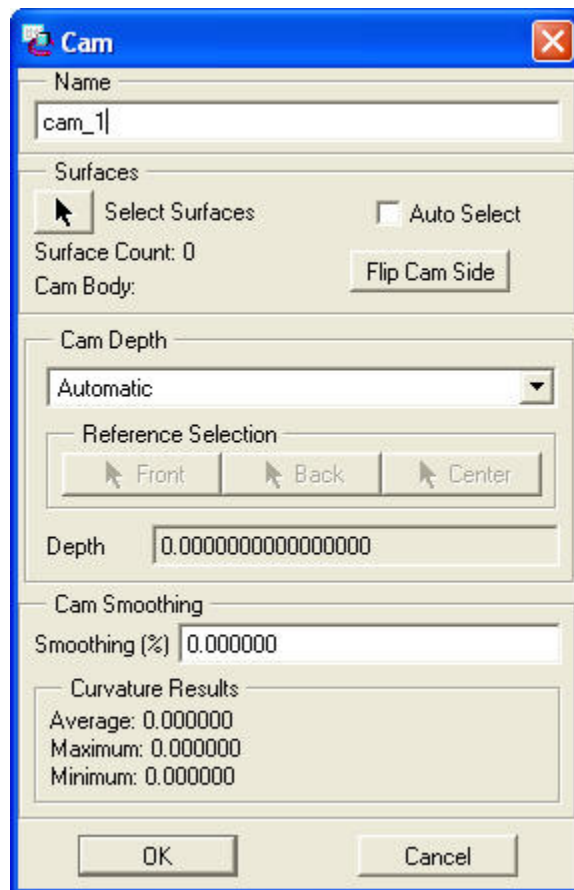 Cam
Name
cam_1
Surfaces
Select Surfaces
Auto Select
Surface Count: 0
Flip Cam Side
Cam Body:
Cam Depth
Automatic
Reference Selection
Front
Back
Center
Depth
0.0000000000000000
Cam Smoothing
Smoothing (%) 0.000000
Curvature Results
Average: 0.000000
Maximum: 0.000000
Minimum: 0.000000
OK
Cancel